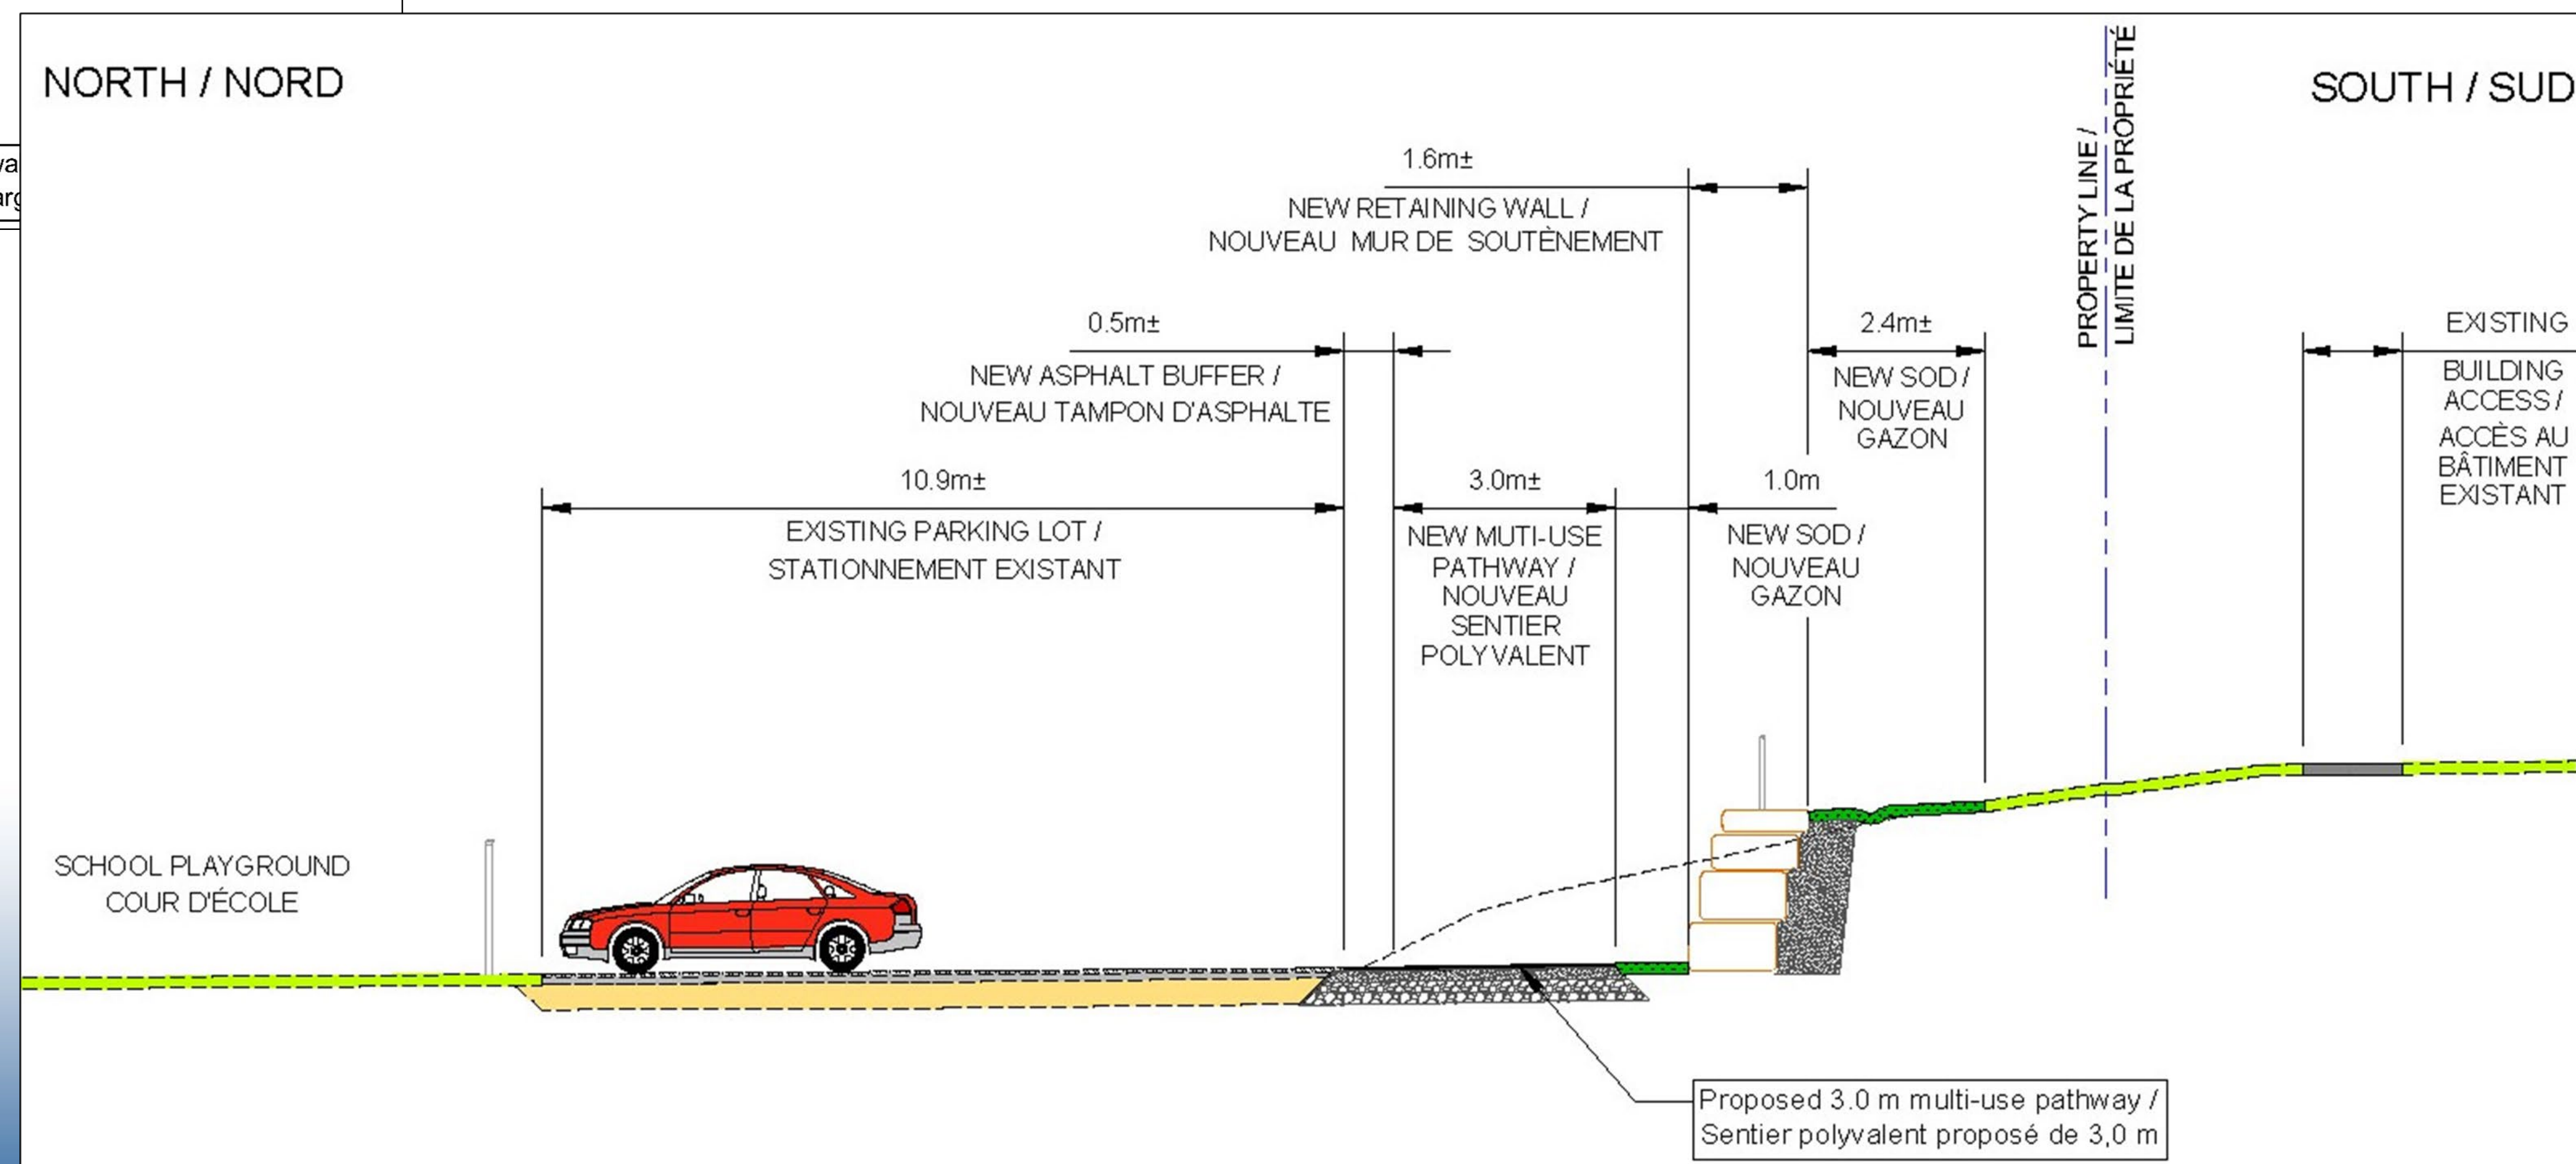 NORTH / NORD
SOUTH / SUD
PROPERTY LINE /
LIMITE DE LA PROPRIÉTÉ
1.6m±
NEW RETAINING WALL /
NOUVEAU MUR DE SOUTÈNEMENT
0.5m±
NEW ASPHALT BUFFER /
NOUVEAU TAMPON D'ASPHALTE
2.4m±
NEW SOD /
NOUVEAU
GAZON
EXISTING
BUILDING
ACCESS /
ACCÈS AU
BÂTIMENT
EXISTANT
10.9m±
EXISTING PARKING LOT /
STATIONNEMENT EXISTANT
3.0m±
NEW MUTI-USE
PATHWAY /
NOUVEAU
SENTIER
POLYVALENT
1.0m
NEW SOD /
NOUVEAU
GAZON
SCHOOL PLAYGROUND
COUR D'ÉCOLE
Proposed 3.0 m multi-use pathway /
Sentier polyvalent proposé de 3,0 m